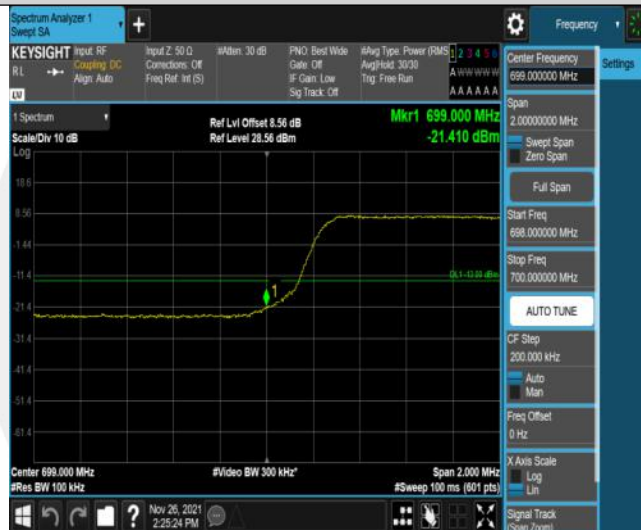 Spectrum Analyzer 1
Swept SA
Frequency
KEYSIGHT
RL
Input: RF
Coupling: DC
Align: Auto
Input Z: 50 Ω
Corrections: Off
Freq Ref: Int (S)
#Atten: 30 dB
PNO: Best Wide
Gate: Off
IF Gain: Low
Sig Track: Off
#Avg Type: Power (RMS
Avg|Hold: 30/30
Trig: Free Run
1 2 3 4 5 6
A W W W W W
A A A A A A
1 Spectrum
Scale/Div 10 dB
Log
Ref Lvl Offset 8.56 dB
Ref Level 28.56 dBm
Mkr1 699.000 MHz
-21.410 dBm
18.6
8.56
-1.44
-11.4
-21.4
-31.4
-41.4
-51.4
-61.4
DL1 -13.00 dBm
1
Center 699.000 MHz
#Res BW 100 kHz
#Video BW 300 kHz*
Span 2.000 MHz
#Sweep 100 ms (601 pts)
Nov 26, 2021
2:25:24 PM
?
Center Frequency
699.000000 MHz
Span
2.00000000 MHz
Swept Span
Zero Span
Full Span
Start Freq
698.000000 MHz
Stop Freq
700.000000 MHz
AUTO TUNE
CF Step
200.000 kHz
Auto
Man
Freq Offset
0 Hz
X Axis Scale
Log
Lin
Signal Track
(Span Zoom)
Settings